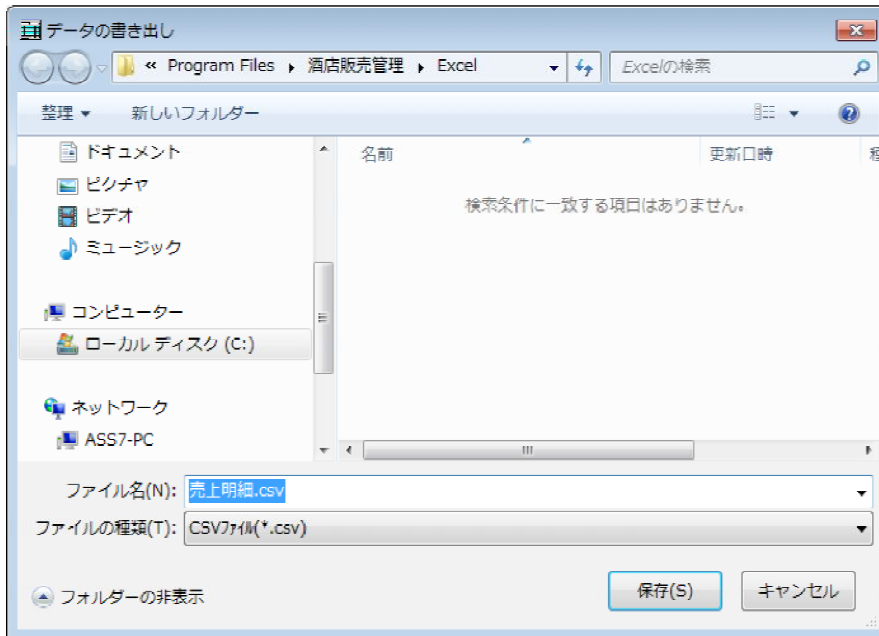 データの書き出し
« Program Files ▸ 酒店販売管理 ▸ Excel
Excelの検索
整理 ▼ 新しいフォルダー
名前 更新日時 種
検索条件に一致する項目はありません。
ドキュメント
ピクチャ
ビデオ
ミュージック
コンピューター
ローカル ディスク (C:)
ネットワーク
ASS7-PC
ファイル名(N): 売上明細.csv
ファイルの種類(T): CSVファイル(*.csv)
フォルダーの非表示
保存(S) キャンセル